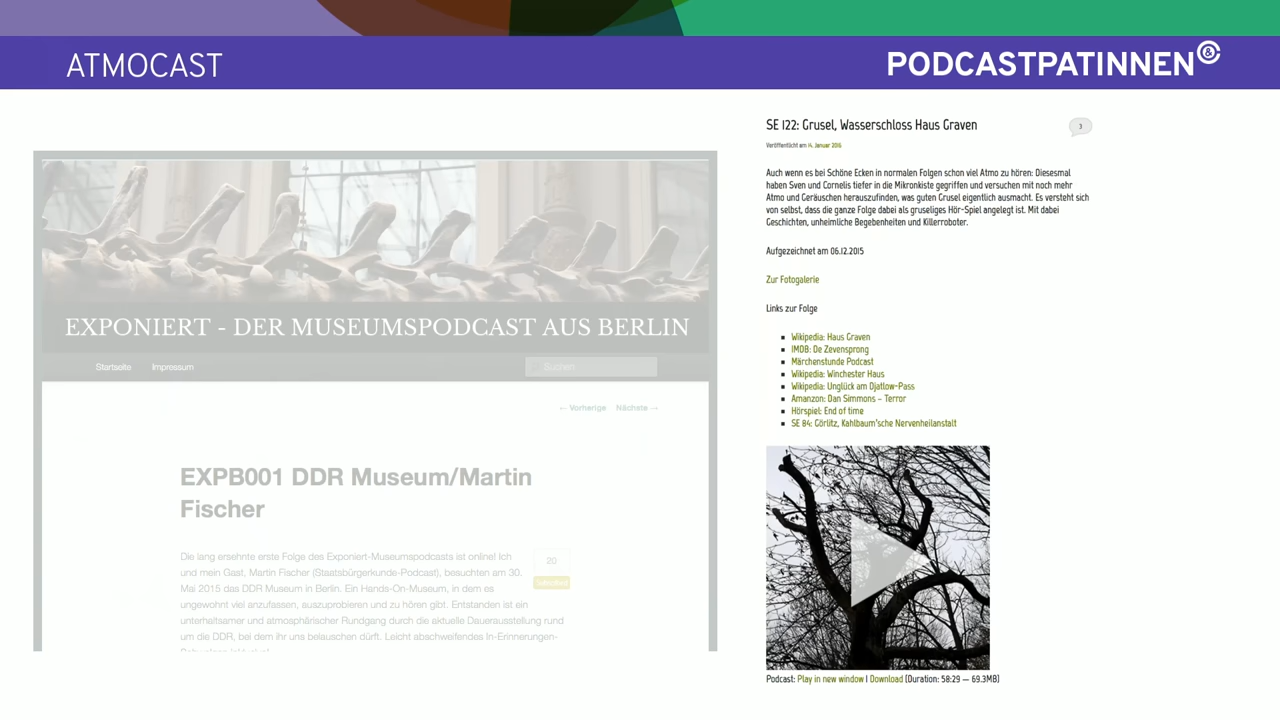 ATMOCAST
PODCASTPATINNEN &
EXPONIERT - DER MUSEUMSPODCAST AUS BERLIN
Startseite Impressum Suchen
← Vorherige Nächste →
EXPB001 DDR Museum/Martin
Fischer
Die lang ersehnte erste Folge des Exponiert-Museumspodcasts ist online! Ich
und mein Gast, Martin Fischer (Staatsbürgerkunde-Podcast), besuchten am 30.
Mai 2015 das DDR Museum in Berlin. Ein Hands-On-Museum, in dem es
ungewohnt viel anzufassen, auszuprobieren und zu hören gibt. Entstanden ist ein
unterhaltsamer und atmosphärischer Rundgang durch die aktuelle Dauerausstellung rund
um die DDR, bei dem ihr uns belauschen dürft. Leicht abschweifendes In-Erinnerungen-
20
SE 122: Grusel, Wasserschloss Haus Graven
3
Veröffentlicht am 14. Januar 2016
Auch wenn es bei Schöne Ecken in normalen Folgen schon viel Atmo zu hören: Diesesmal
haben Sven und Cornelis tiefer in die Mikronkiste gegriffen und versuchen mit noch mehr
Atmo und Geräuschen herauszufinden, was guten Grusel eigentlich ausmacht. Es versteht sich
von selbst, dass die ganze Folge dabei als gruseliges Hör-Spiel angelegt ist. Mit dabei
Geschichten, unheimliche Begebenheiten und Killerroboter.
Aufgezeichnet am 06.12.2015
Zur Fotogalerie
Links zur Folge
Wikipedia: Haus Graven
IMDB: De Zevensprong
Märchenstunde Podcast
Wikipedia: Winchester Haus
Wikipedia: Unglück am Djatlow-Pass
Amanzon: Dan Simmons – Terror
Hörspiel: End of time
SE 84: Görlitz, Kahlbaum'sche Nervenheilanstalt
Podcast: Play in new window | Download (Duration: 58:29 — 69.3MB)